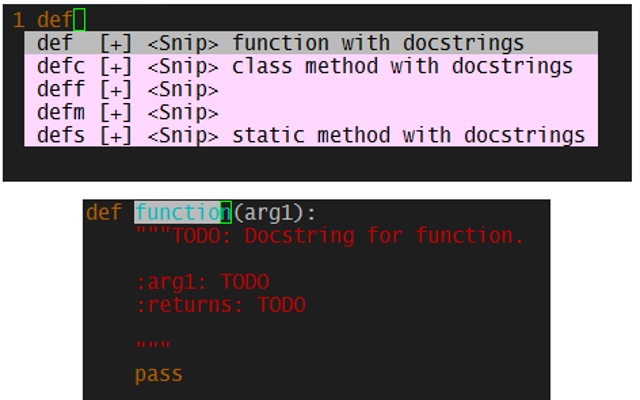 1 def
def [+] <Snip> function with docstrings
defc [+] <Snip> class method with docstrings
deff [+] <Snip>
defm [+] <Snip>
defs [+] <Snip> static method with docstrings
def function(arg1):
"""TODO: Docstring for function.
:arg1: TODO
:returns: TODO
"""
pass